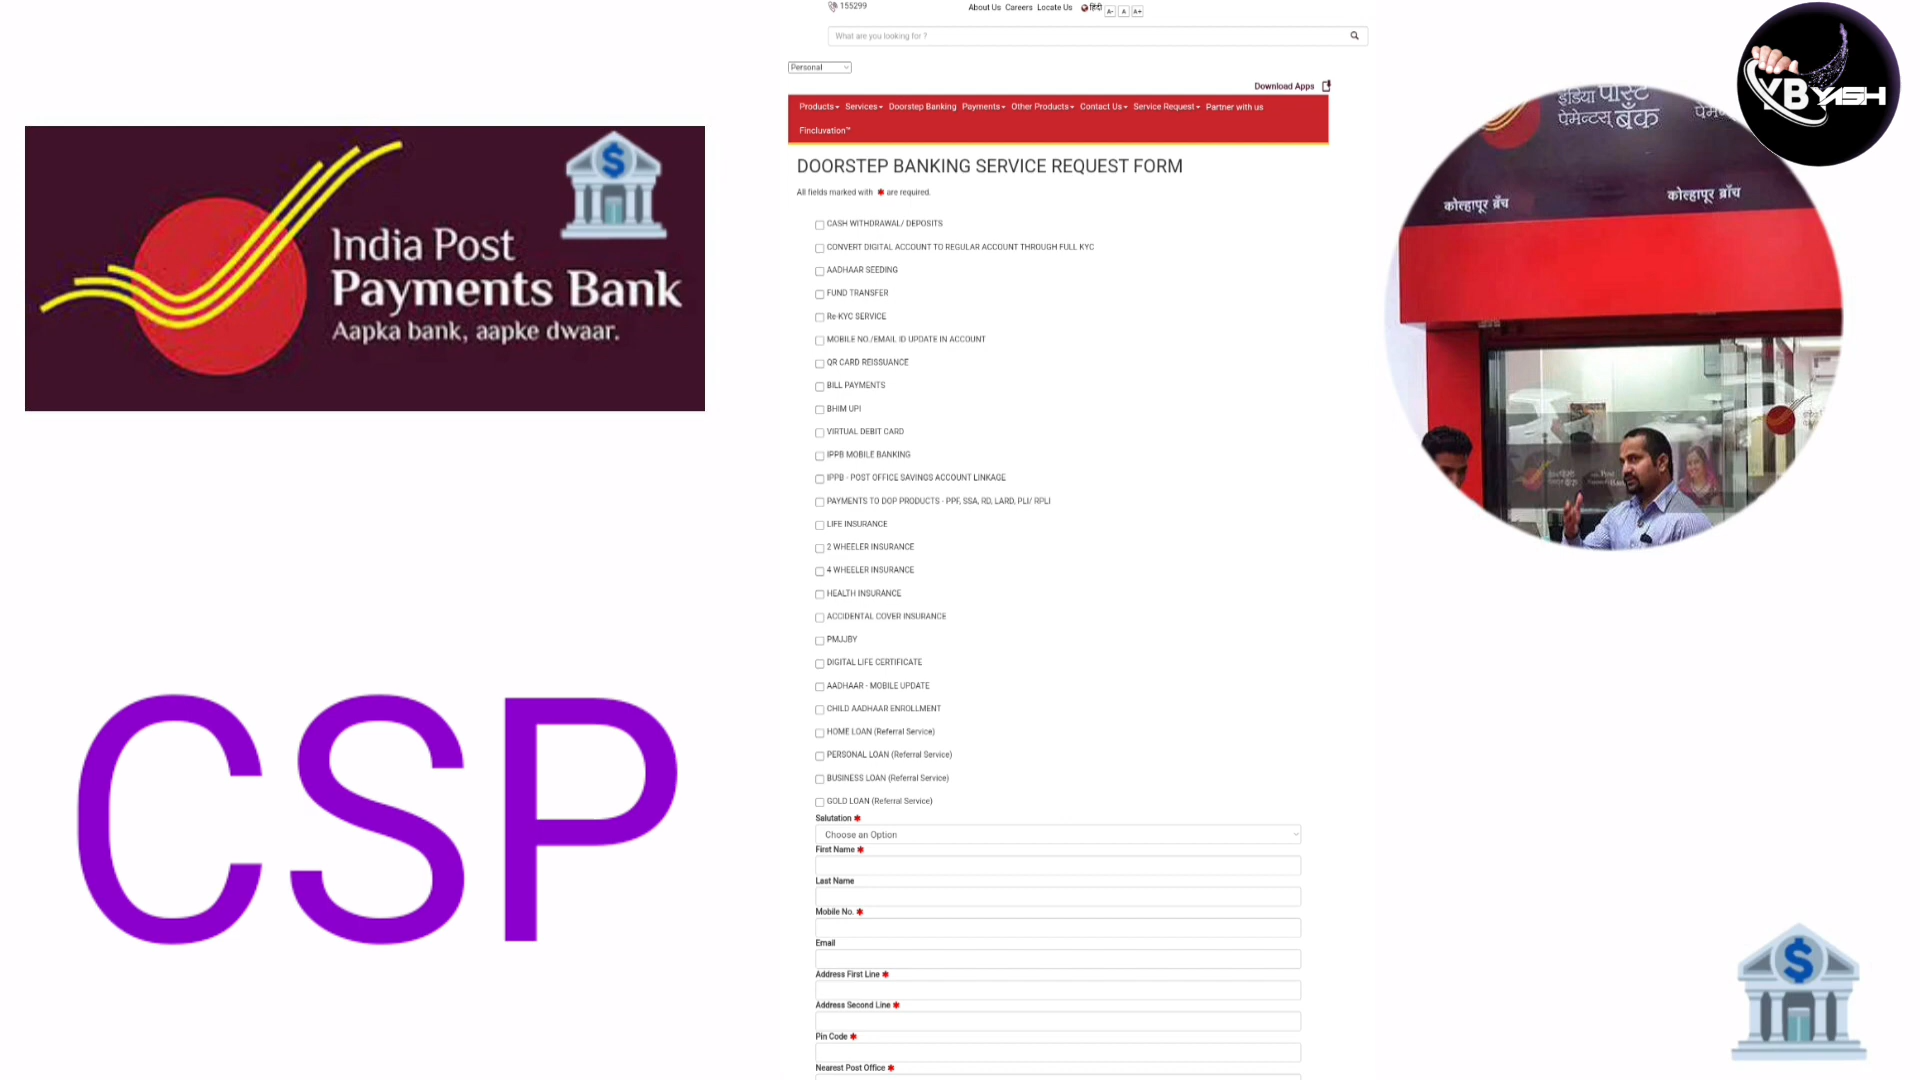 155299
About Us Careers Locate Us हिंदी A- A A+
What are you looking for ?
Personal
Download Apps
Products Services Doorstep Banking Payments Other Products Contact Us Service Request Partner with us
Fincluvation™
DOORSTEP BANKING SERVICE REQUEST FORM
All fields marked with * are required.
CASH WITHDRAWAL/ DEPOSITS
CONVERT DIGITAL ACCOUNT TO REGULAR ACCOUNT THROUGH FULL KYC
AADHAAR SEEDING
FUND TRANSFER
Re-KYC SERVICE
MOBILE NO./EMAIL ID UPDATE IN ACCOUNT
QR CARD REISSUANCE
BILL PAYMENTS
BHIM UPI
VIRTUAL DEBIT CARD
IPPB MOBILE BANKING
IPPB - POST OFFICE SAVINGS ACCOUNT LINKAGE
PAYMENTS TO DOP PRODUCTS - PPF, SSA, RD, LARD, PLI/ RPLI
LIFE INSURANCE
2 WHEELER INSURANCE
4 WHEELER INSURANCE
HEALTH INSURANCE
ACCIDENTAL COVER INSURANCE
PMJJBY
DIGITAL LIFE CERTIFICATE
AADHAAR - MOBILE UPDATE
CHILD AADHAAR ENROLLMENT
HOME LOAN (Referral Service)
PERSONAL LOAN (Referral Service)
BUSINESS LOAN (Referral Service)
GOLD LOAN (Referral Service)
Salutation *
Choose an Option
First Name *
Last Name
Mobile No. *
Email
Address First Line *
Address Second Line *
Pin Code *
Nearest Post Office *
India Post
Payments Bank
Aapka bank, aapke dwaar.
$
CSP
YBYASH
इंडिया पोस्ट
पेमेन्टस् बँक
कोल्हापूर ब्रँच
कोल्हापूर ब्राँच
$